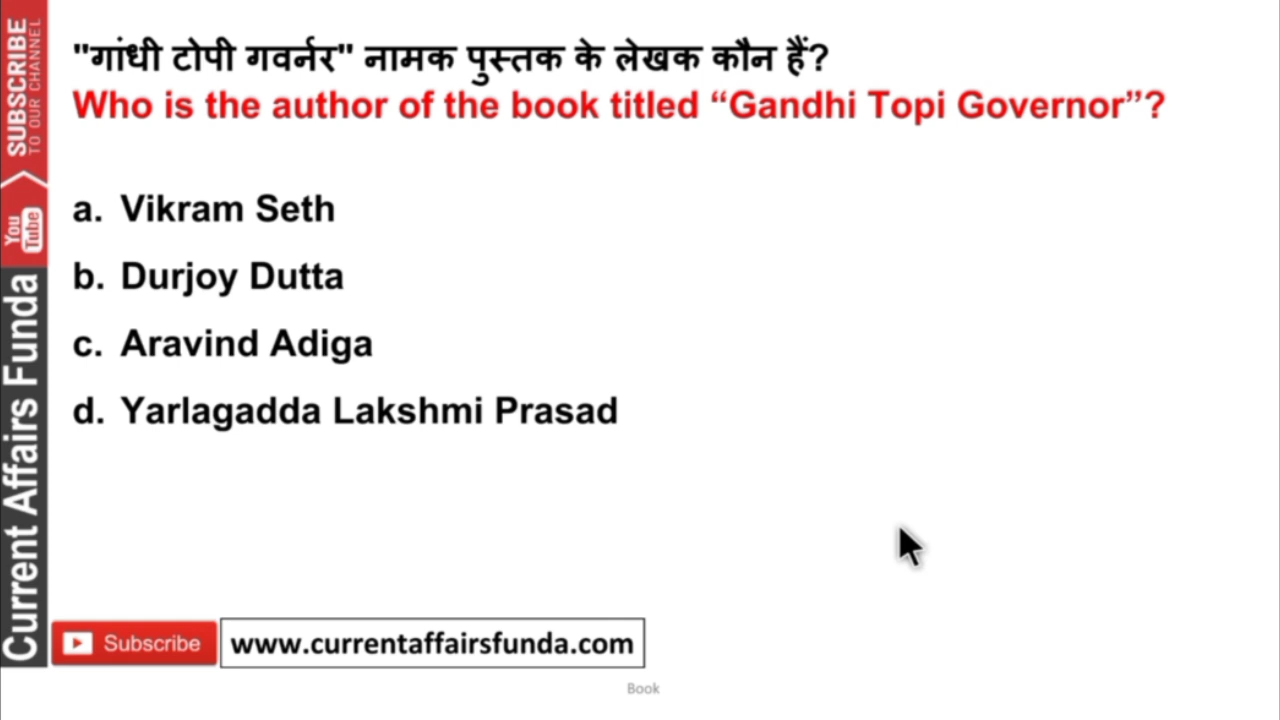 "गांधी टोपी गवर्नर" नामक पुस्तक के लेखक कौन हैं?
Who is the author of the book titled “Gandhi Topi Governor”?
a. Vikram Seth
b. Durjoy Dutta
c. Aravind Adiga
d. Yarlagadda Lakshmi Prasad
SUBSCRIBE
TO OUR CHANNEL
You
Tube
Current Affairs Funda
Subscribe
www.currentaffairsfunda.com
Book